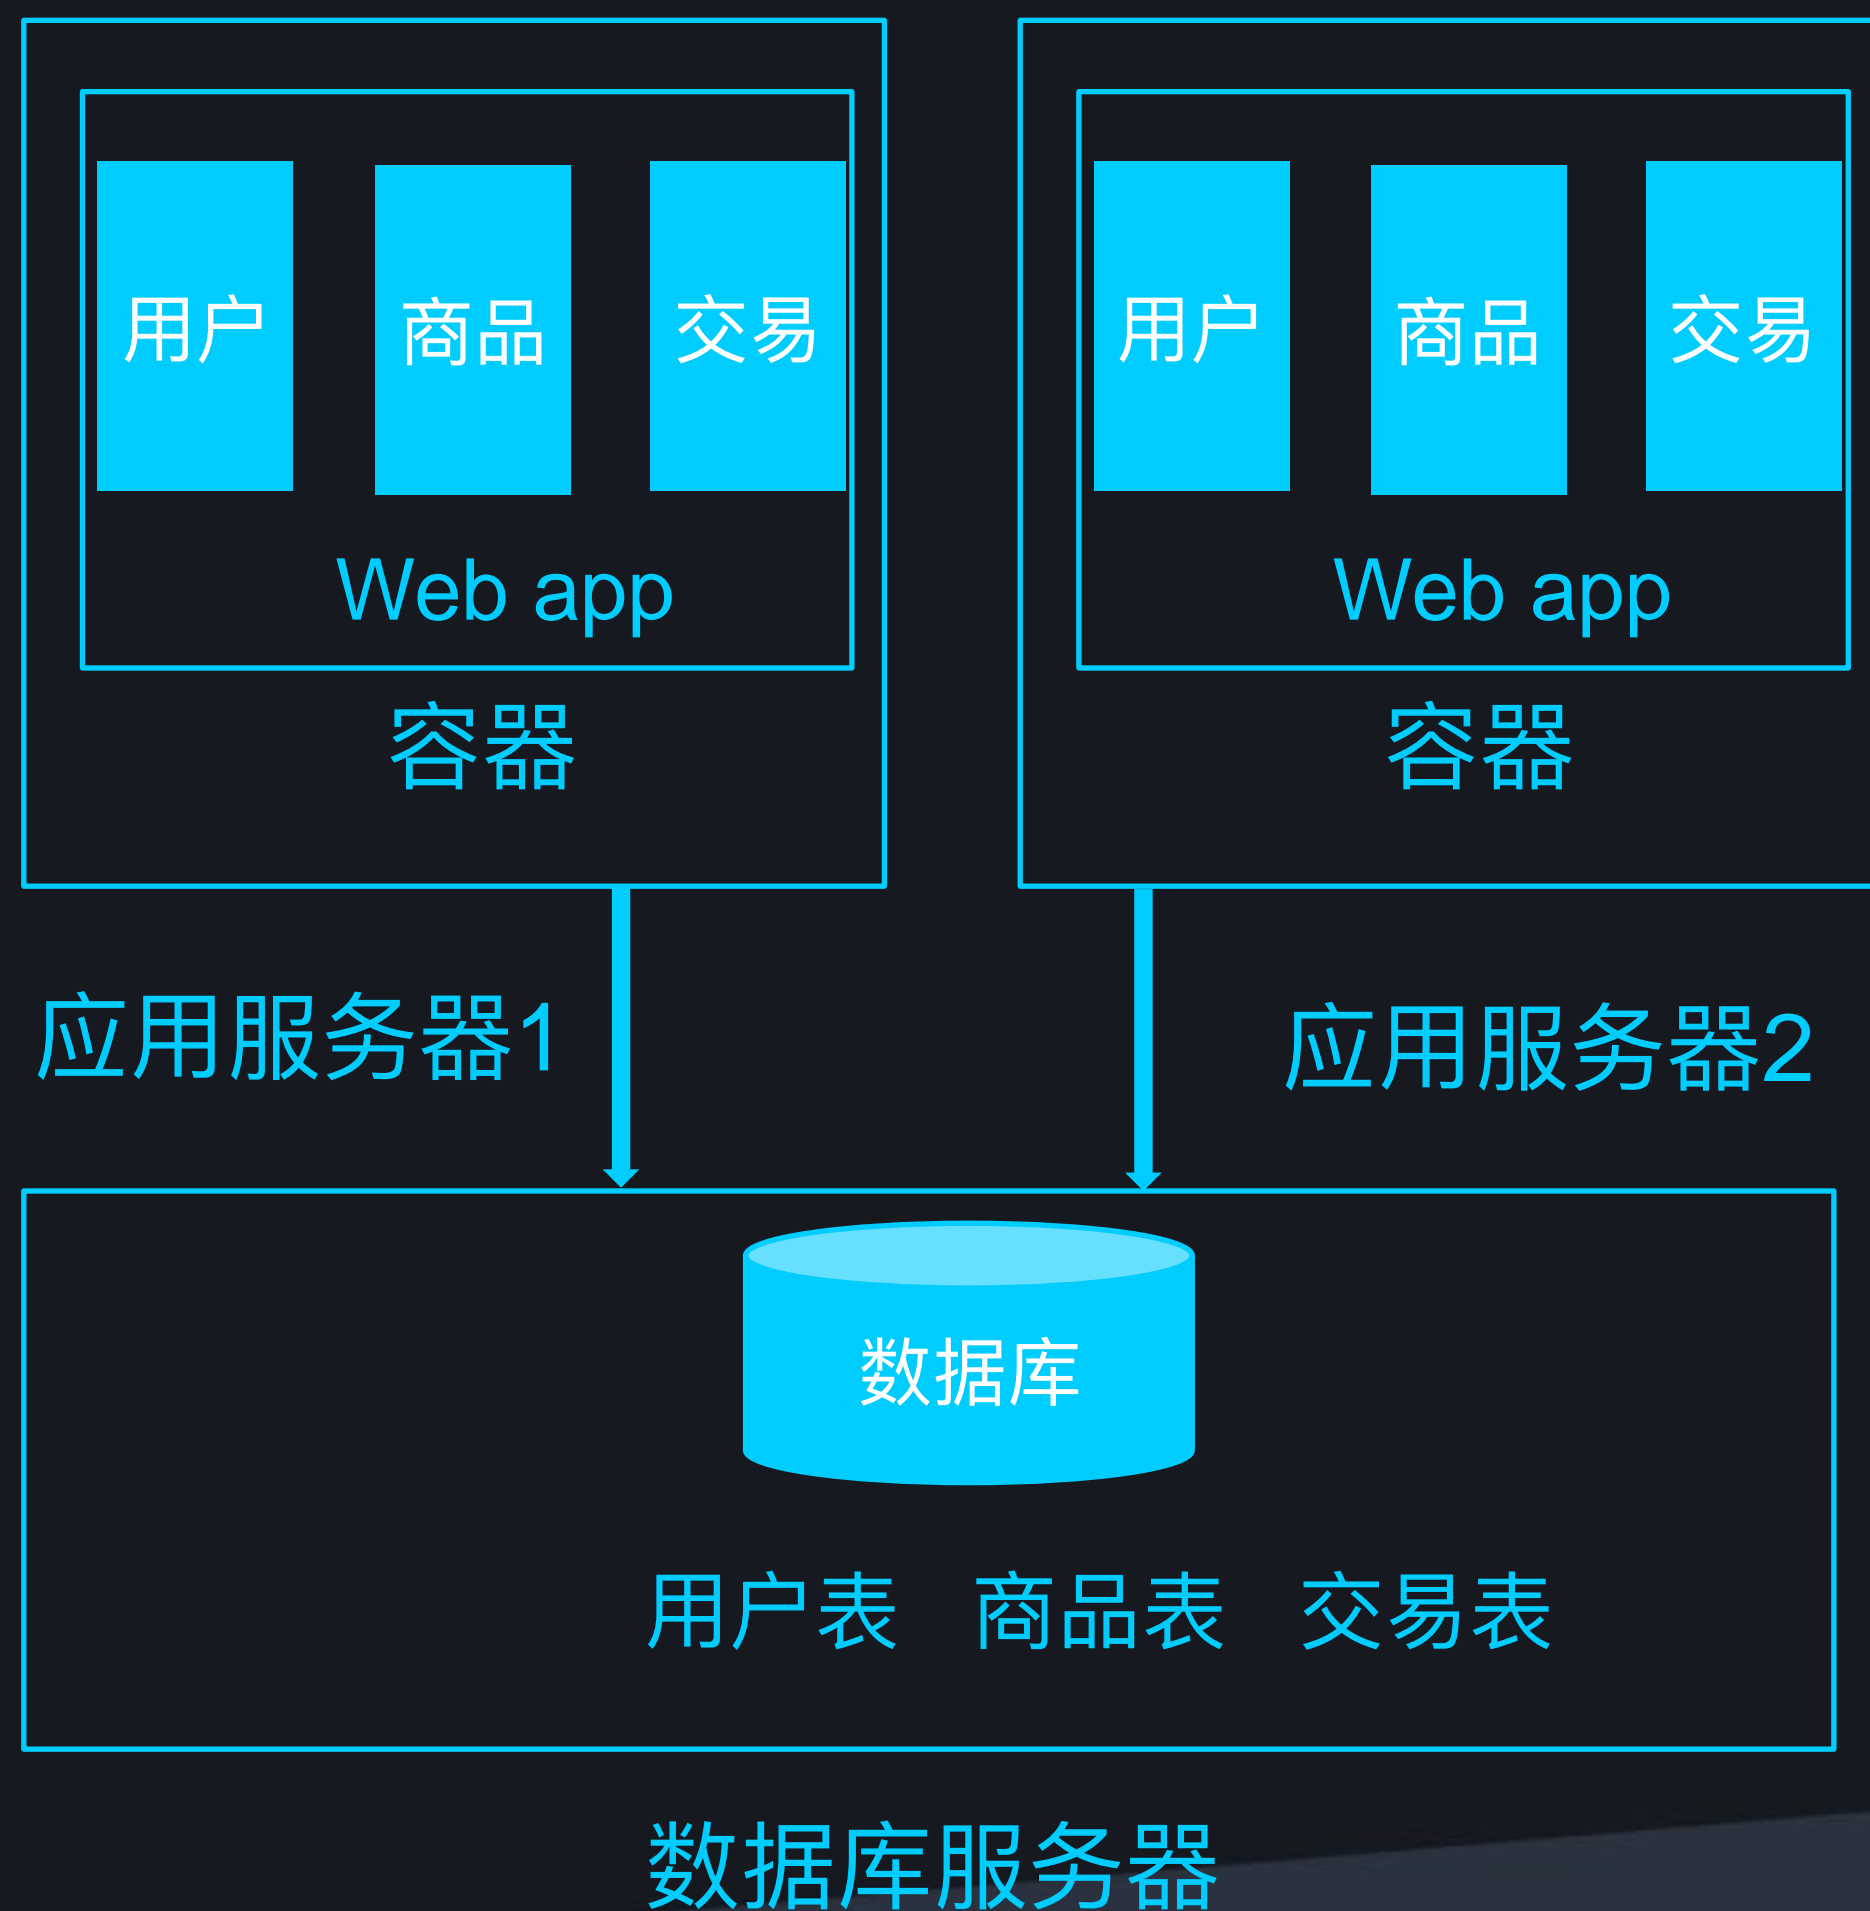 用户 商品 交易 用户 商品 交易
Web app Web app
容器 容器
应用服务器1 应用服务器2
数据库
用户表 商品表 交易表
数据库服务器